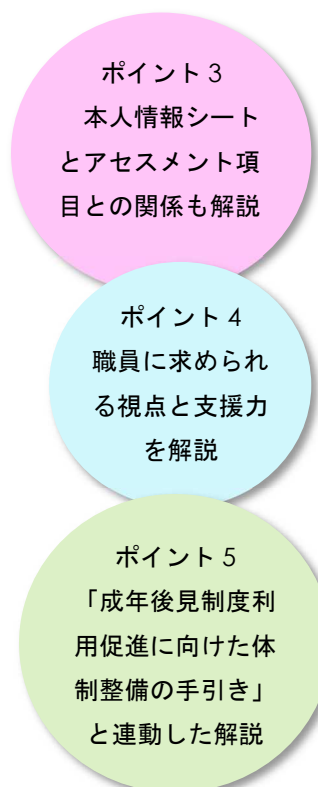 ポイント 3
本人情報シート
とアセスメント項
目との関係も解説
ポイント 4
職員に求められ
る視点と支援力
を解説
ポイント 5
「成年後見制度利
用促進に向けた体
制整備の手引き」
と連動した解説